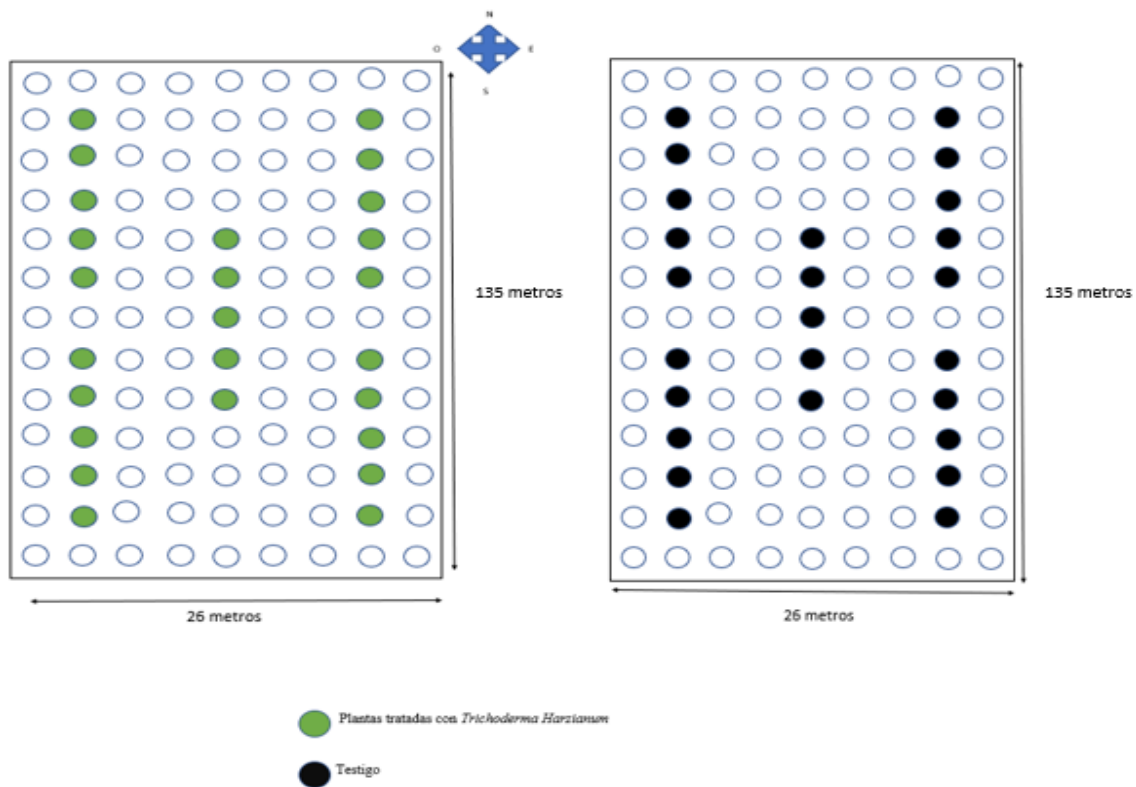 N
O
E
S
135 metros
135 metros
26 metros
26 metros
Plantas tratadas con Trichoderma Harzianum
Testigo